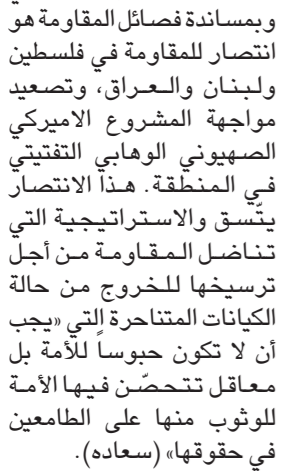 وبمساندة فصائل المقاومة هو
انتصار للمقاومة في فلسطين
ولبنان والعراق، وتصعيد
مواجهة المشروع الاميركي
الصهيوني الوهابي التفتيتي
في المنطقة. هذا الانتصار
يتّسق والاستراتيجية التي
تناضل المقاومة من أجل
ترسيخها للخروج من حالة
الكيانات المتناحرة التي «يجب
أن لا تكون حبوساً للأمة بل
معاقل تتحصّن فيها الأمة
للوثوب منها على الطامعين
في حقوقها» (سعاده).